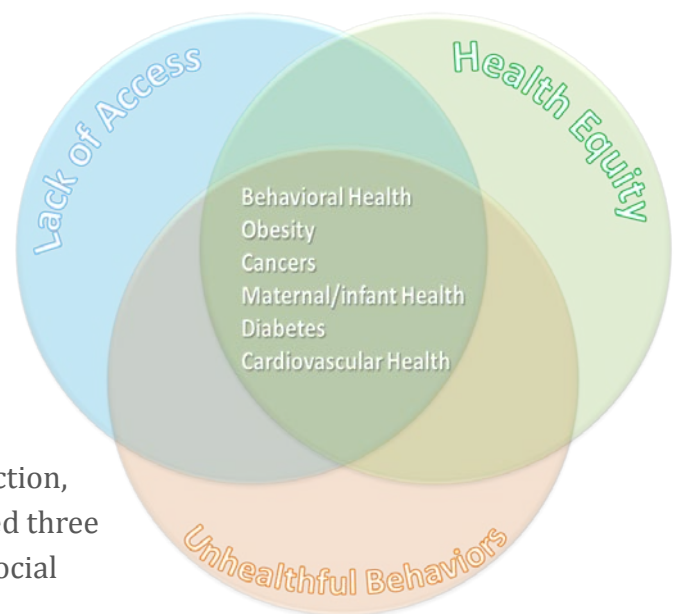 Lack of Access
Health Equity
Behavioral Health
Obesity
Cancers
Maternal/infant Health
Diabetes
Cardiovascular Health
ction,
ed three
ocial
Unhealthful Behaviors